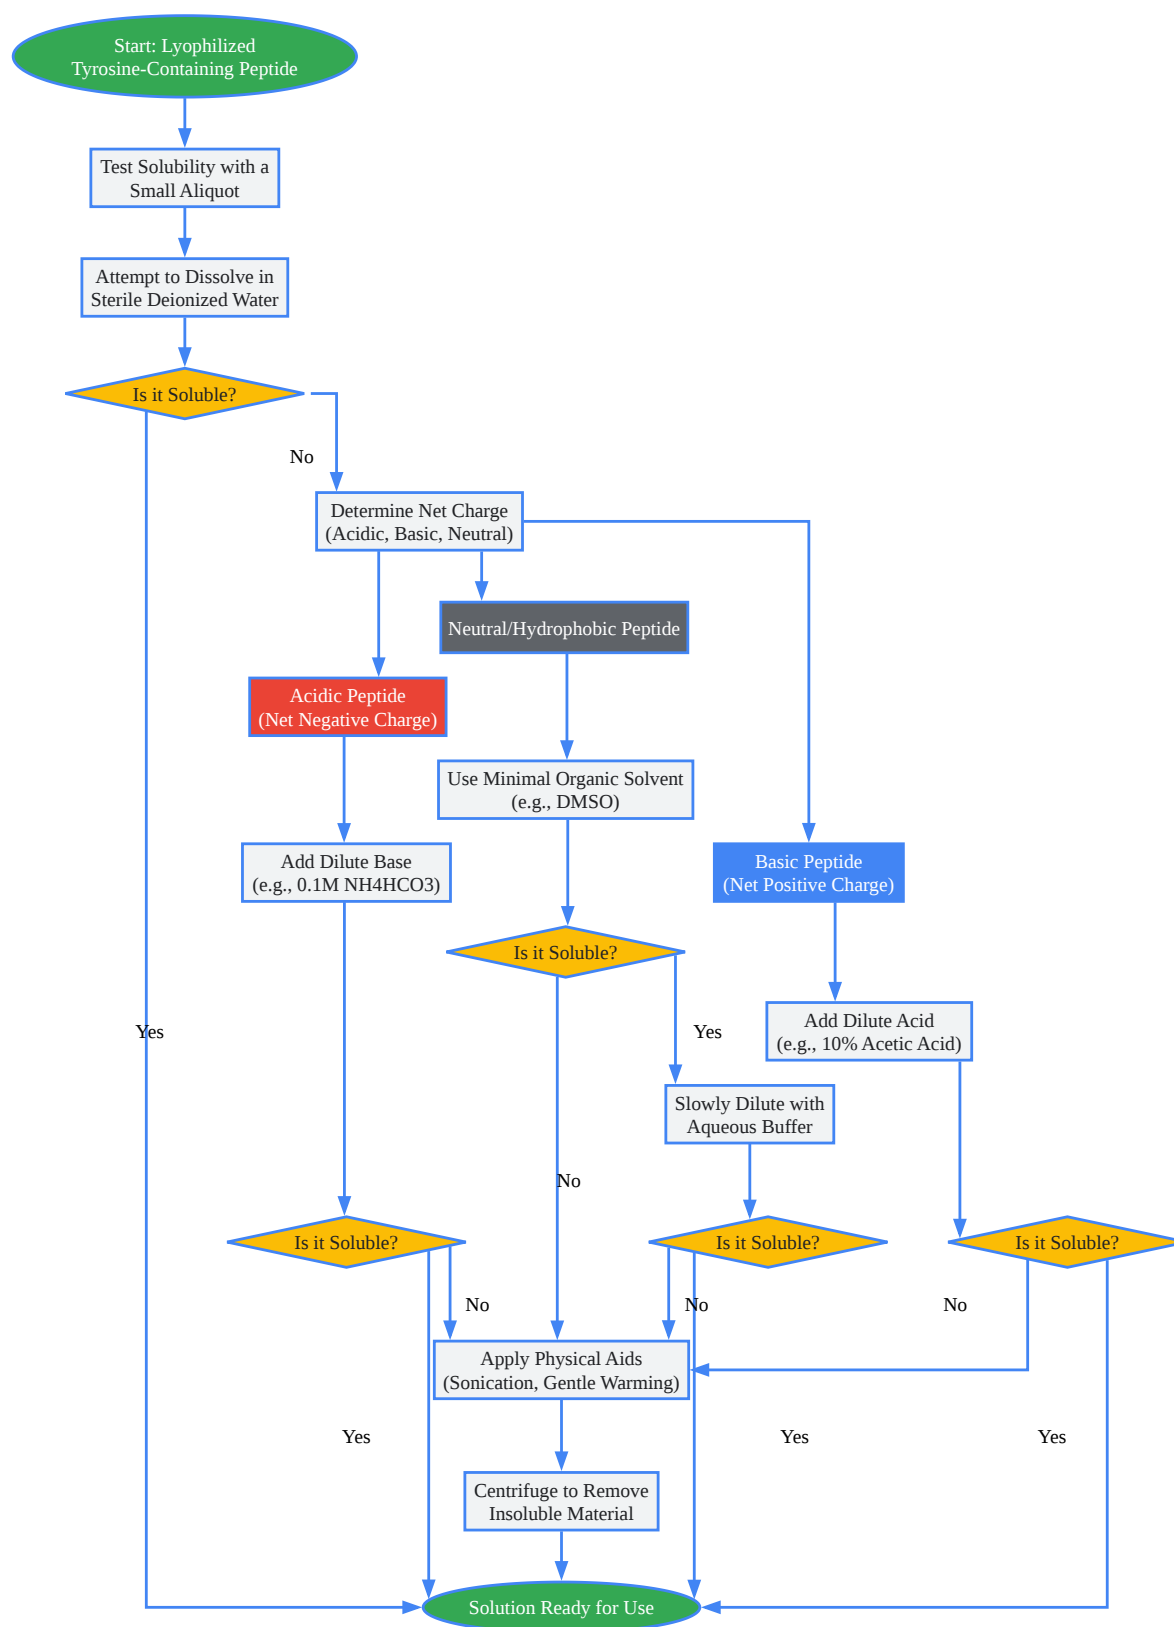 Start: Lyophilized
Tyrosine-Containing Peptide
Test Solubility with a
Small Aliquot
Attempt to Dissolve in
Sterile Deionized Water
Is it Soluble?
No
Determine Net Charge
(Acidic, Basic, Neutral)
Neutral/Hydrophobic Peptide
Acidic Peptide
(Net Negative Charge)
Use Minimal Organic Solvent
(e.g., DMSO)
Add Dilute Base
(e.g., 0.1M NH4HCO3)
Basic Peptide
(Net Positive Charge)
Is it Soluble?
Yes
Yes
Add Dilute Acid
(e.g., 10% Acetic Acid)
Slowly Dilute with
Aqueous Buffer
No
Is it Soluble?
Is it Soluble?
Is it Soluble?
No
No
No
Apply Physical Aids
(Sonication, Gentle Warming)
Yes
Yes
Yes
Centrifuge to Remove
Insoluble Material
Solution Ready for Use